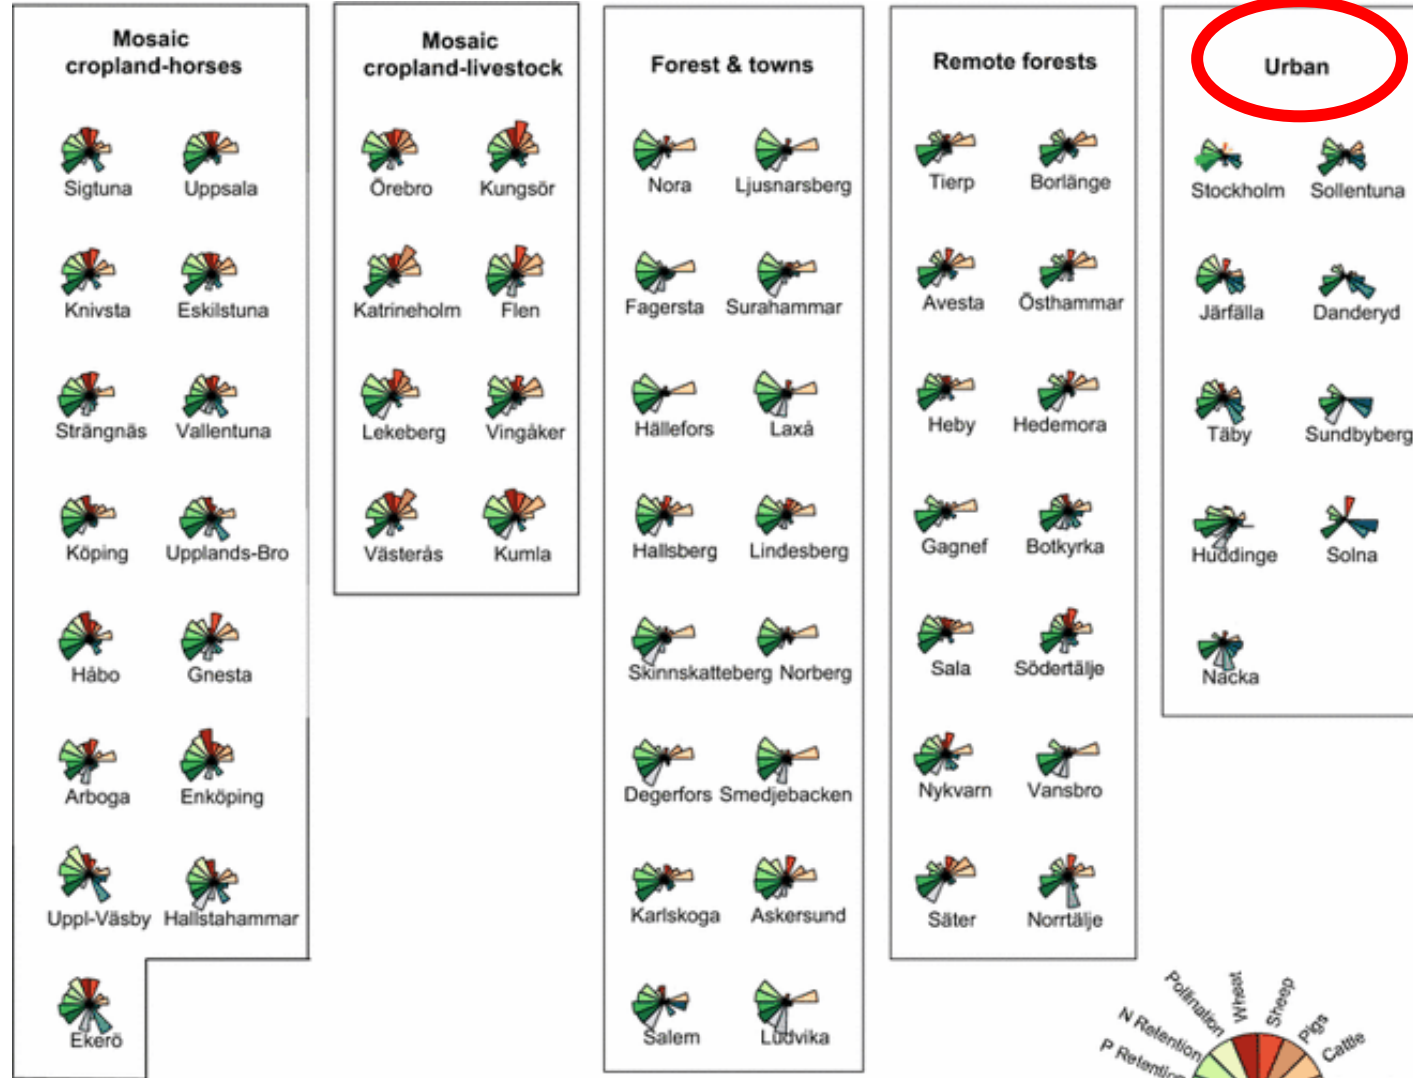 Mosaic
cropland-horses
Sigtuna Uppsala
Knivsta Eskilstuna
Strängnäs Vallentuna
Köping Upplands-Bro
Håbo Gnesta
Arboga Enköping
Uppl-Väsby Hallstahammar
Ekerö
Mosaic
cropland-livestock
Örebro Kungsör
Katrineholm Flen
Lekeberg Vingåker
Västerås Kumla
Forest & towns
Nora Ljusnarsberg
Fagersta Surahammar
Hällefors Laxå
Hallsberg Lindesberg
Skinnskatteberg Norberg
Degerfors Smedjebacken
Karlskoga Askersund
Salem Ludvika
Remote forests
Tierp Borlänge
Avesta Östhammar
Heby Hedemora
Gagnef Botkyrka
Sala Södertälje
Nykvarn Vansbro
Säter Norrtälje
Urban
Stockholm Sollentuna
Järfälla Danderyd
Täby Sundbyberg
Huddinge Solna
Nacka
P Retention
N Retention
Pollination
Wheat
Sheep
Pigs
Cattle